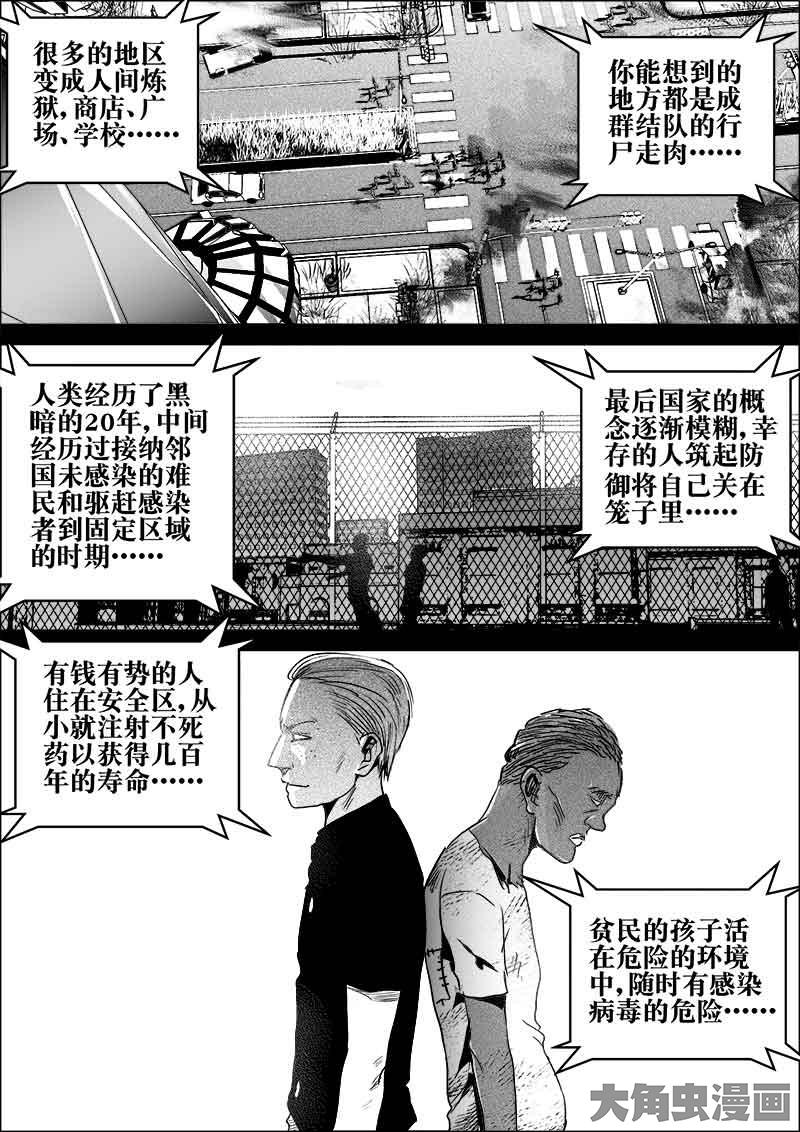 很多的地区
变成人间炼
狱，商店、广
场、学校……
你能想到的
地方都是成
群结队的行
尸走肉……
人类经历了黑
暗的20年，中间
经历过接纳邻
国未感染的难
民和驱赶感染
者到固定区域
的时期……
最后国家的概
念逐渐模糊，幸
存的人筑起防
御将自己关在
笼子里……
有钱有势的人
住在安全区，从
小就注射不死
药以获得几百
年的寿命……
贫民的孩子活
在危险的环境
中，随时有感染
病毒的危险……
大角虫漫画